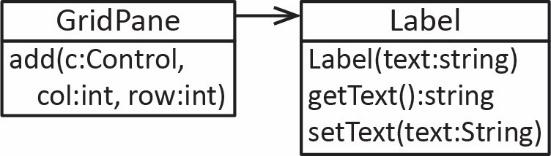 GridPane
add(c:Control,
col:int, row:int)
Label
Label(text:string)
getText():string
setText(text:String)